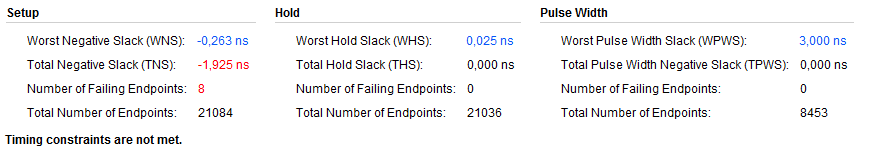 Setup Hold Pulse Width
Worst Negative Slack (WNS): -0,263 ns Worst Hold Slack (WHS): 0,025 ns Worst Pulse Width Slack (WPWS): 3,000 ns
Total Negative Slack (TNS): -1,925 ns Total Hold Slack (THS): 0,000 ns Total Pulse Width Negative Slack (TPWS): 0,000 ns
Number of Failing Endpoints: 8 Number of Failing Endpoints: 0 Number of Failing Endpoints: 0
Total Number of Endpoints: 21084 Total Number of Endpoints: 21036 Total Number of Endpoints: 8453
Timing constraints are not met.